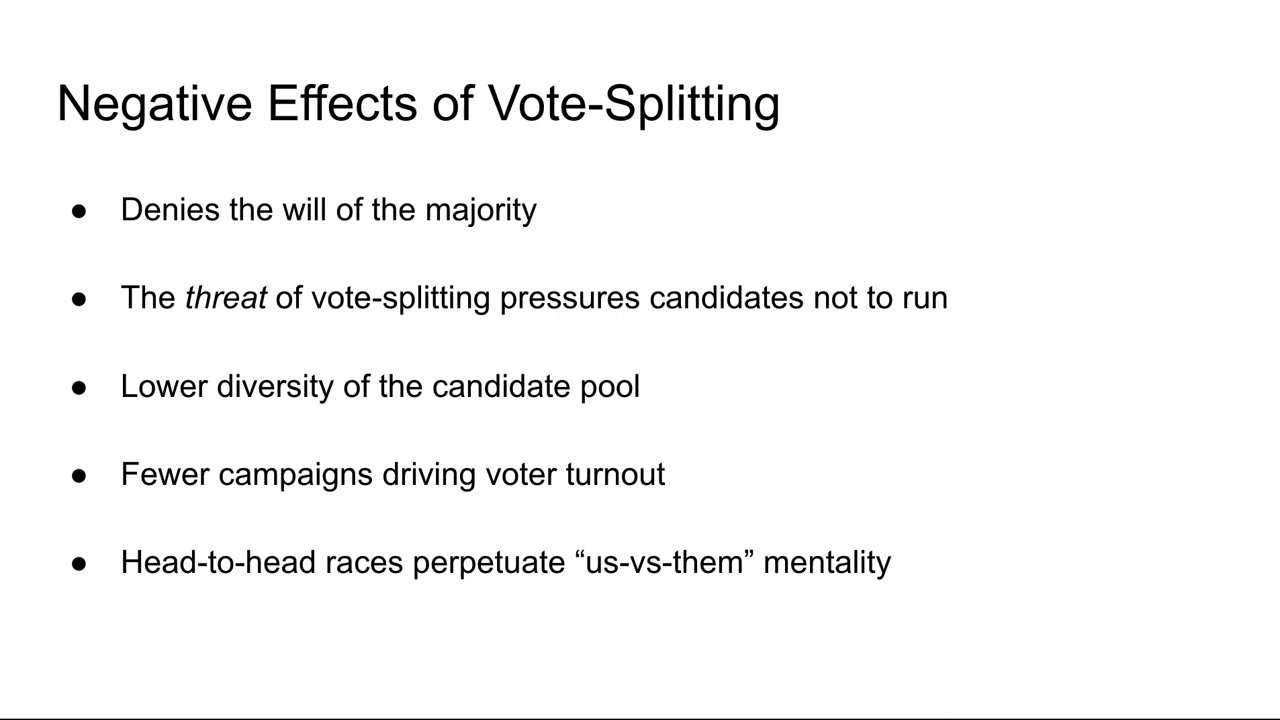 Negative Effects of Vote-Splitting
● Denies the will of the majority
● The threat of vote-splitting pressures candidates not to run
● Lower diversity of the candidate pool
● Fewer campaigns driving voter turnout
● Head-to-head races perpetuate “us-vs-them” mentality